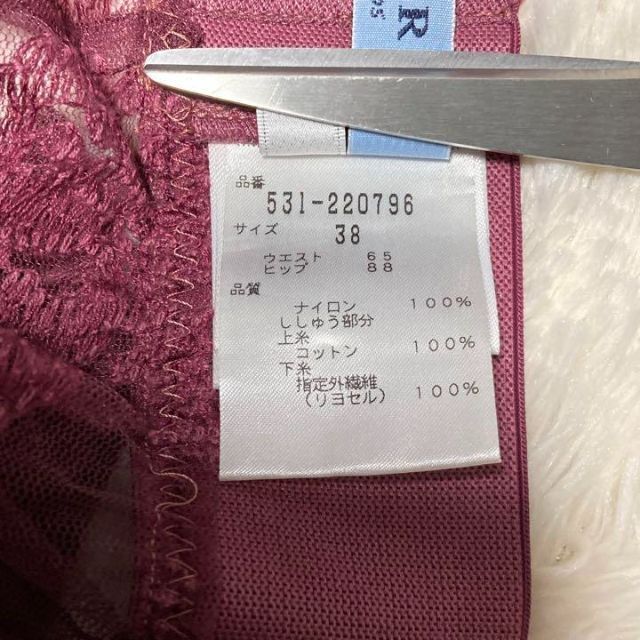 R
品番
531-220796
サイズ 38
ウエスト 65
ヒップ 88
品質
ナイロン 100%
ししゅう部分
上糸
コットン 100%
下糸
指定外繊維
(リヨセル) 100%